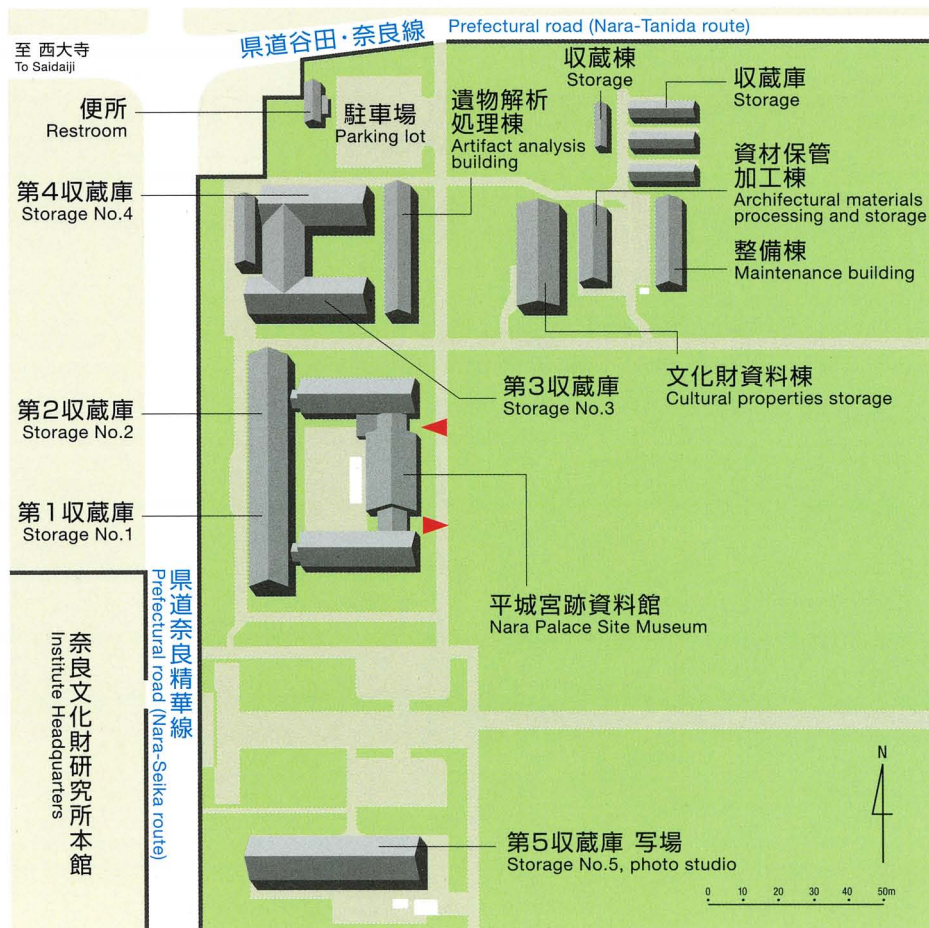 県道谷田・奈良線
Prefectural road (Nara-Tanida route)
至 西大寺
To Saidaiji
便所
Restroom
駐車場
Parking lot
遺物解析
処理棟
Artifact analysis
building
収蔵棟
Storage
収蔵庫
Storage
資材保管
加工棟
Archifectural materials
processing and storage
整備棟
Maintenance building
第4収蔵庫
Storage No.4
第3収蔵庫
Storage No.3
文化財資料棟
Cultural properties storage
第2収蔵庫
Storage No.2
第1収蔵庫
Storage No.1
平城宮跡資料館
Nara Palace Site Museum
県道奈良精華線
Prefectural road (Nara-Seika route)
奈良文化財研究所本館
Institute Headquarters
第5収蔵庫 写場
Storage No.5, photo studio
N
0 10 20 30 40 50m